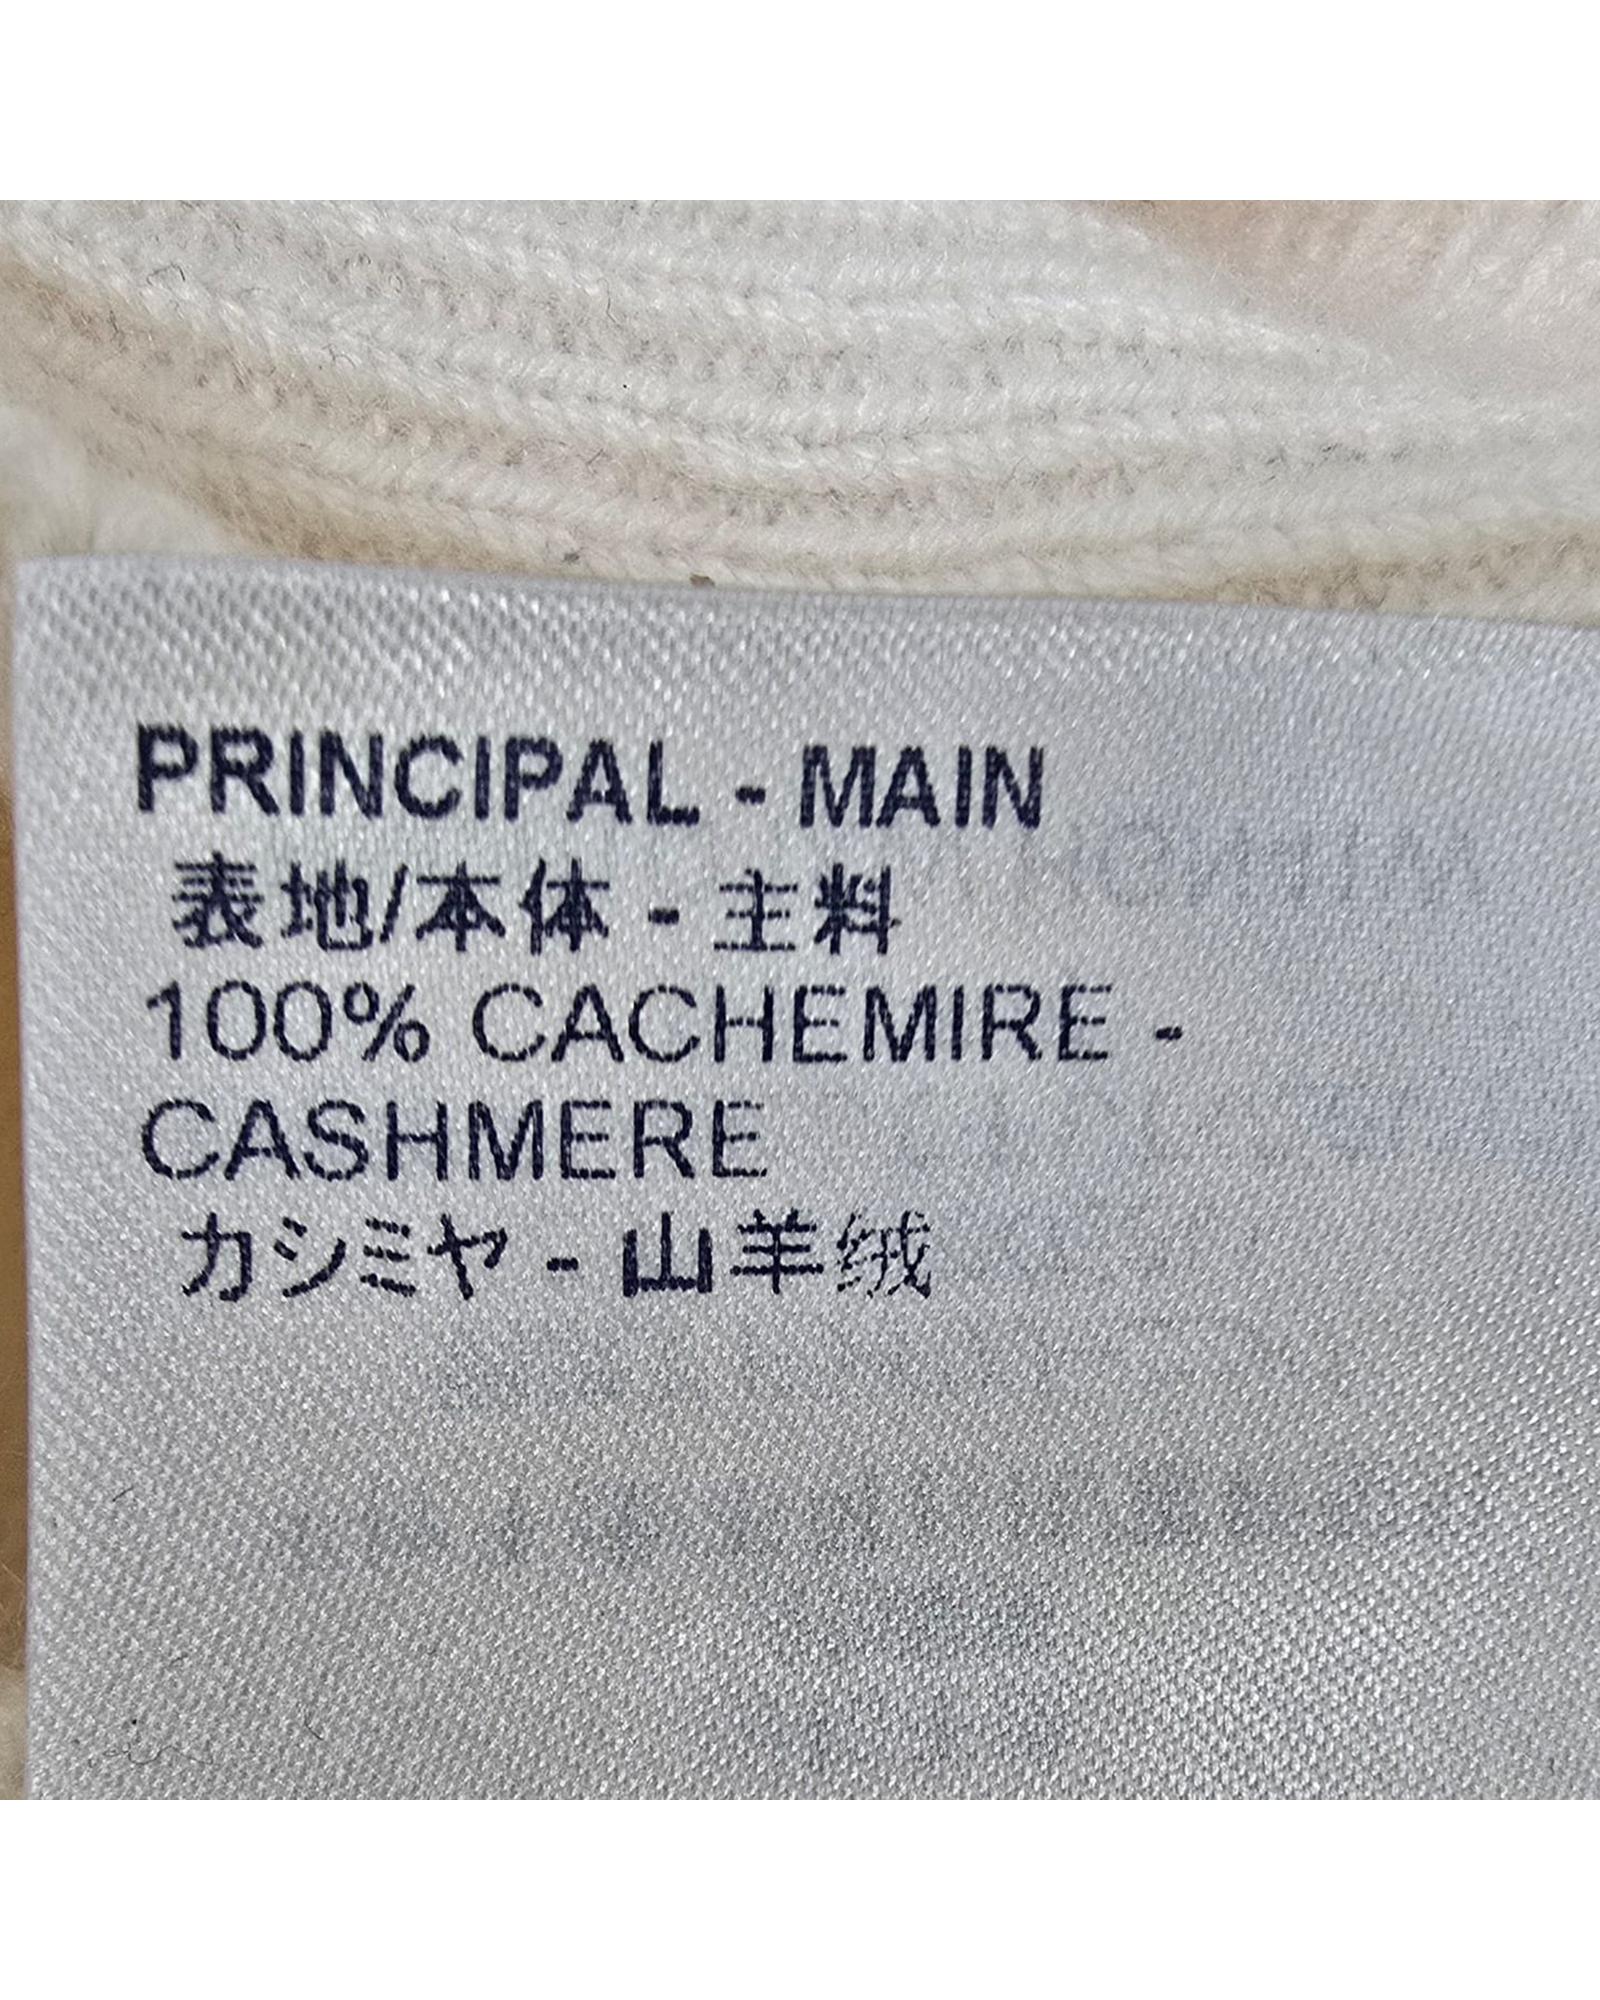 PRINCIPAL - MAIN
表地/本体 - 主料
100% CACHEMIRE -
CASHMERE
カシミヤ - 山羊绒